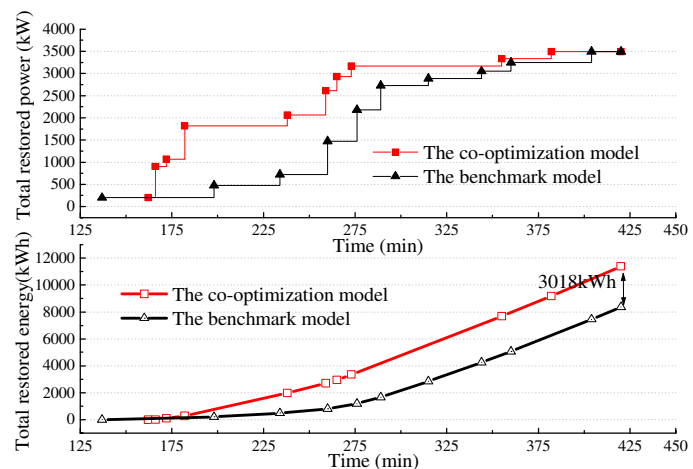 Total restored power (kW)
4000
3500
3000
2500
2000
1500
1000
500
0
The co-optimization model
The benchmark model
125 175 225 275 325 375 425 450
Time (min)
Total restored energy(kWh)
12000
10000
8000
6000
4000
2000
0
The co-optimization model
The benchmark model
3018kWh
125 175 225 275 325 375 425 450
Time (min)